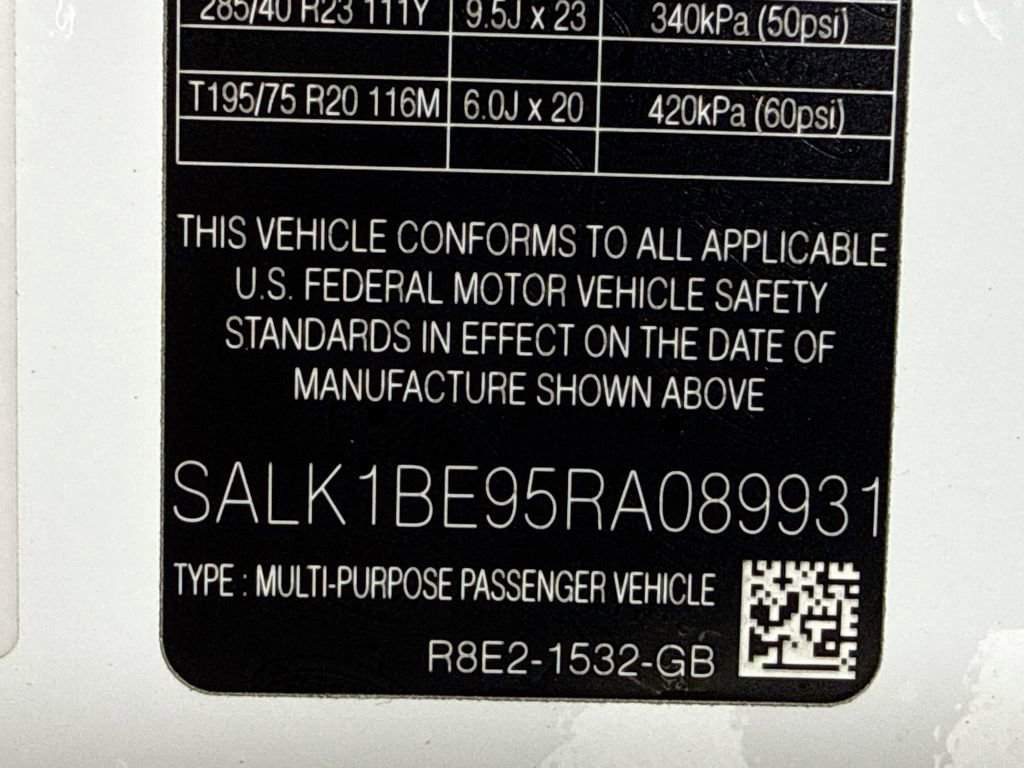 285/40 R23 111Y 9.5J x 23 340kPa (50psi)
T195/75 R20 116M 6.0J x 20 420kPa (60psi)
THIS VEHICLE CONFORMS TO ALL APPLICABLE
U.S. FEDERAL MOTOR VEHICLE SAFETY
STANDARDS IN EFFECT ON THE DATE OF
MANUFACTURE SHOWN ABOVE
SALK1BE95RA089931
TYPE : MULTI-PURPOSE PASSENGER VEHICLE
R8E2-1532-GB